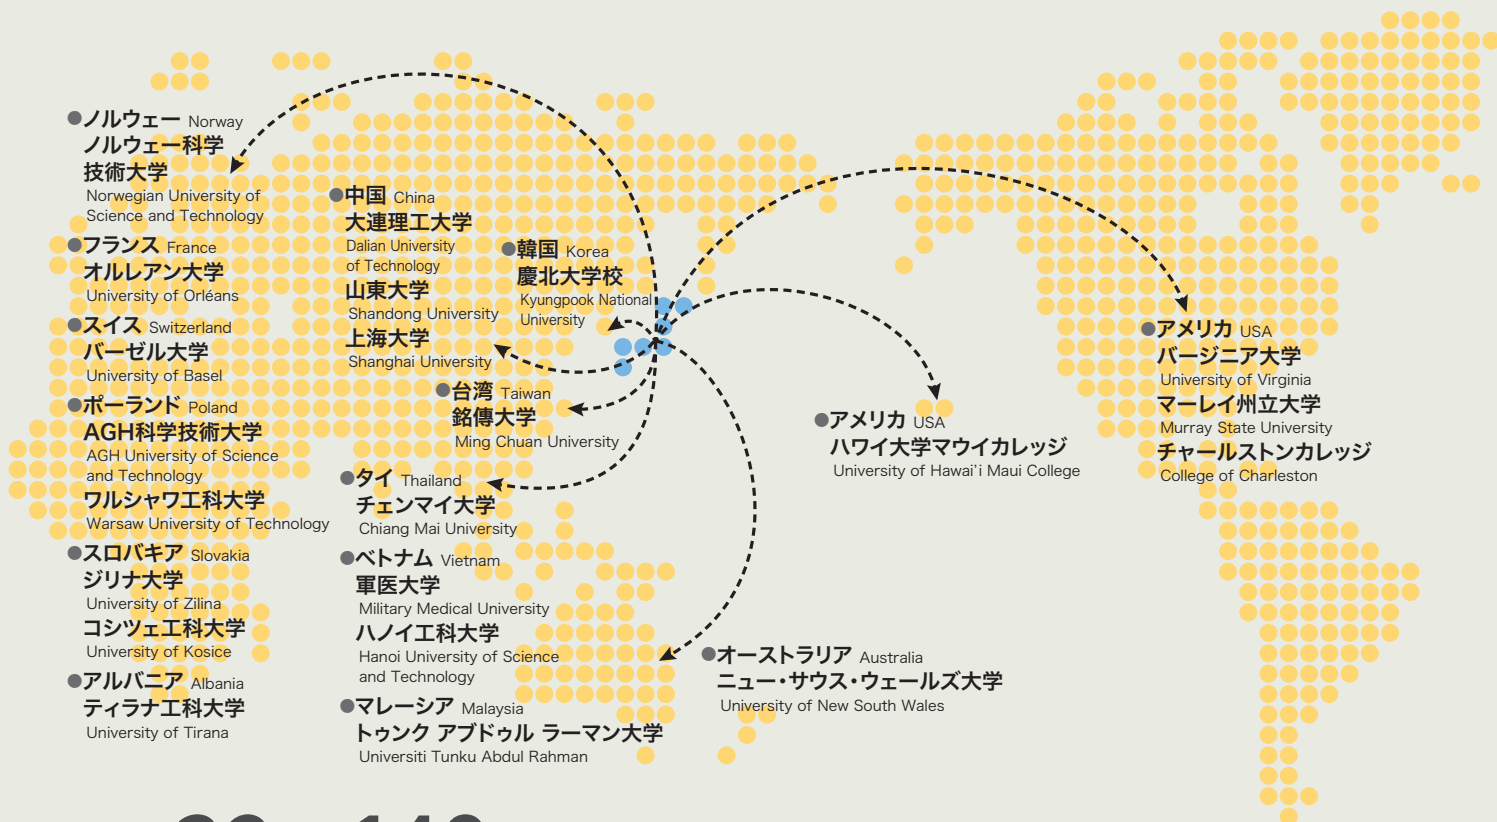 ●ノルウェー Norway
ノルウェー科学
技術大学
Norwegian University of
Science and Technology
●フランス France
オルレアン大学
University of Orléans
●スイス Switzerland
バーゼル大学
University of Basel
●ポーランド Poland
AGH科学技術大学
AGH University of Science
and Technology
ワルシャワ工科大学
Warsaw University of Technology
●スロバキア Slovakia
ジリナ大学
University of Zilina
コシツェ工科大学
University of Kosice
●アルバニア Albania
ティラナ工科大学
University of Tirana
●中国 China
大連理工大学
Dalian University
of Technology
山東大学
Shandong University
上海大学
Shanghai University
●韓国 Korea
慶北大学校
Kyungpook National
University
●台湾 Taiwan
銘傳大学
Ming Chuan University
●タイ Thailand
チェンマイ大学
Chiang Mai University
●ベトナム Vietnam
軍医大学
Military Medical University
ハノイ工科大学
Hanoi University of Science
and Technology
●マレーシア Malaysia
トゥンク アブドゥル ラーマン大学
Universiti Tunku Abdul Rahman
●オーストラリア Australia
ニュー・サウス・ウェールズ大学
University of New South Wales
●アメリカ USA
ハワイ大学マウイカレッジ
University of Hawai'i Maui College
●アメリカ USA
バージニア大学
University of Virginia
マーレイ州立大学
Murray State University
チャールストンカレッジ
College of Charleston